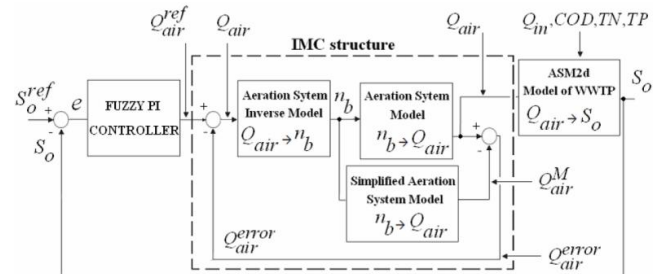 Q_air^ref
Q_air
IMC structure
Q_air
Q_in,COD,TN,TP
S_o^ref
+
-
e
FUZZY PI
CONTROLLER
+
-
Aeration Sytem
Inverse Model
Q_air → n_b
n_b
Aeration Sytem
Model
n_b → Q_air
+
-
ASM2d
Model of WWTP
Q_air → S_o
S_o
S_o
Simplified Aeration
System Model
n_b → Q_air
Q_air^M
Q_air^error
Q_air^error